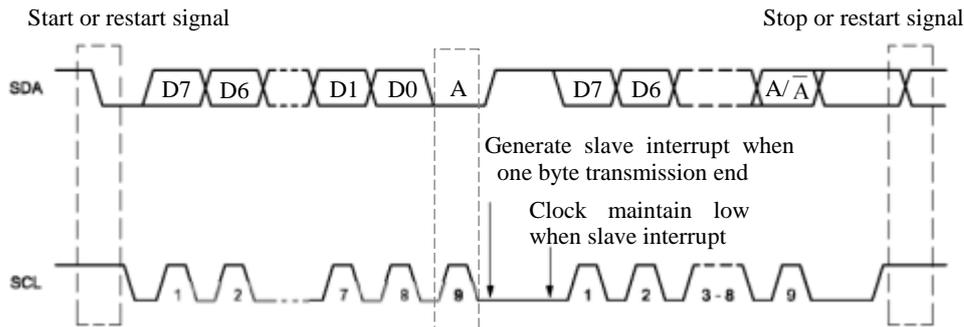 Start or restart signal
Stop or restart signal
SDA
D7 D6 D1 D0 A D7 D6 A/A̅
Generate slave interrupt when
one byte transmission end
Clock maintain low
when slave interrupt
SCL
1 2 7 8 9 1 2 3 - 8 9